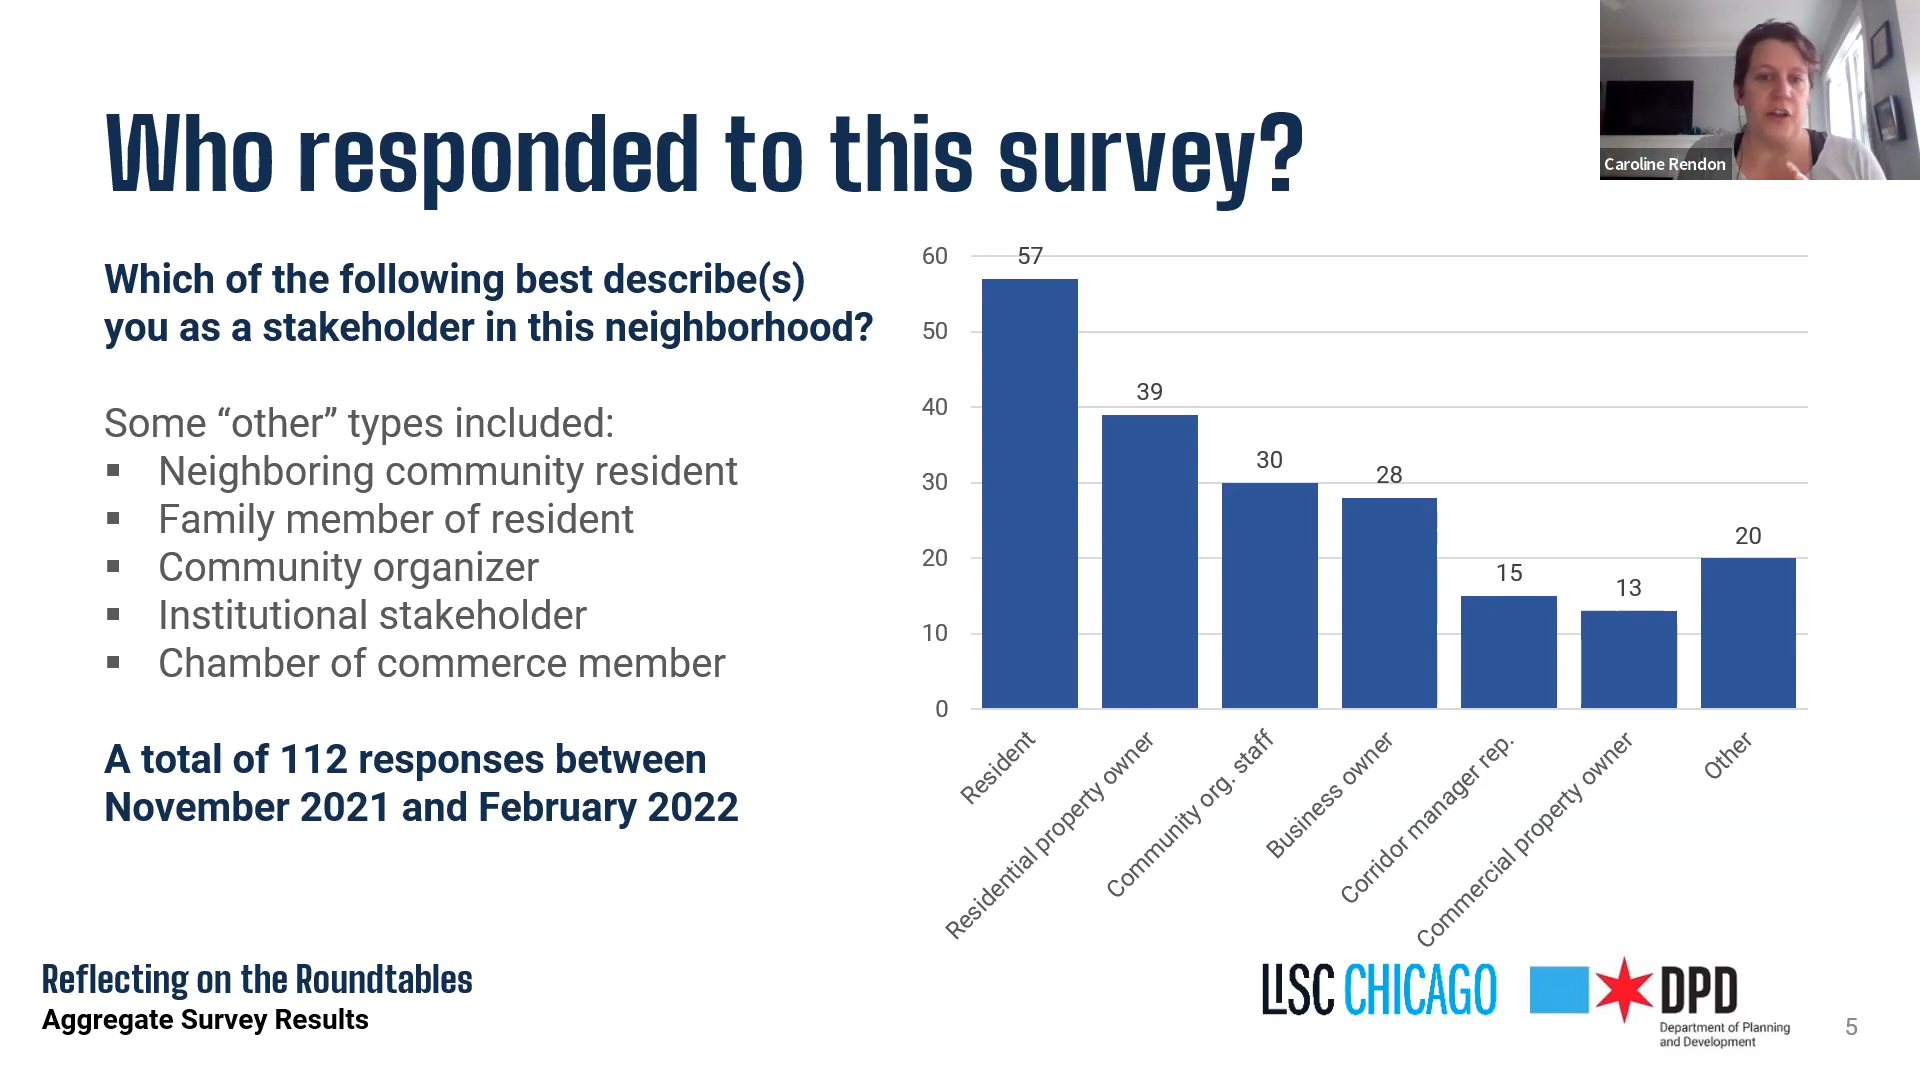 Who responded to this survey?
Caroline Rendon
Which of the following best describe(s)
you as a stakeholder in this neighborhood?
Some “other” types included:
▪ Neighboring community resident
▪ Family member of resident
▪ Community organizer
▪ Institutional stakeholder
▪ Chamber of commerce member
A total of 112 responses between
November 2021 and February 2022
60
50
40
30
20
10
0
57
39
30
28
15
13
20
Resident
Residential property owner
Community org. staff
Business owner
Corridor manager rep.
Commercial property owner
Other
Reflecting on the Roundtables
Aggregate Survey Results
LISC CHICAGO
DPD
Department of Planning
and Development
5